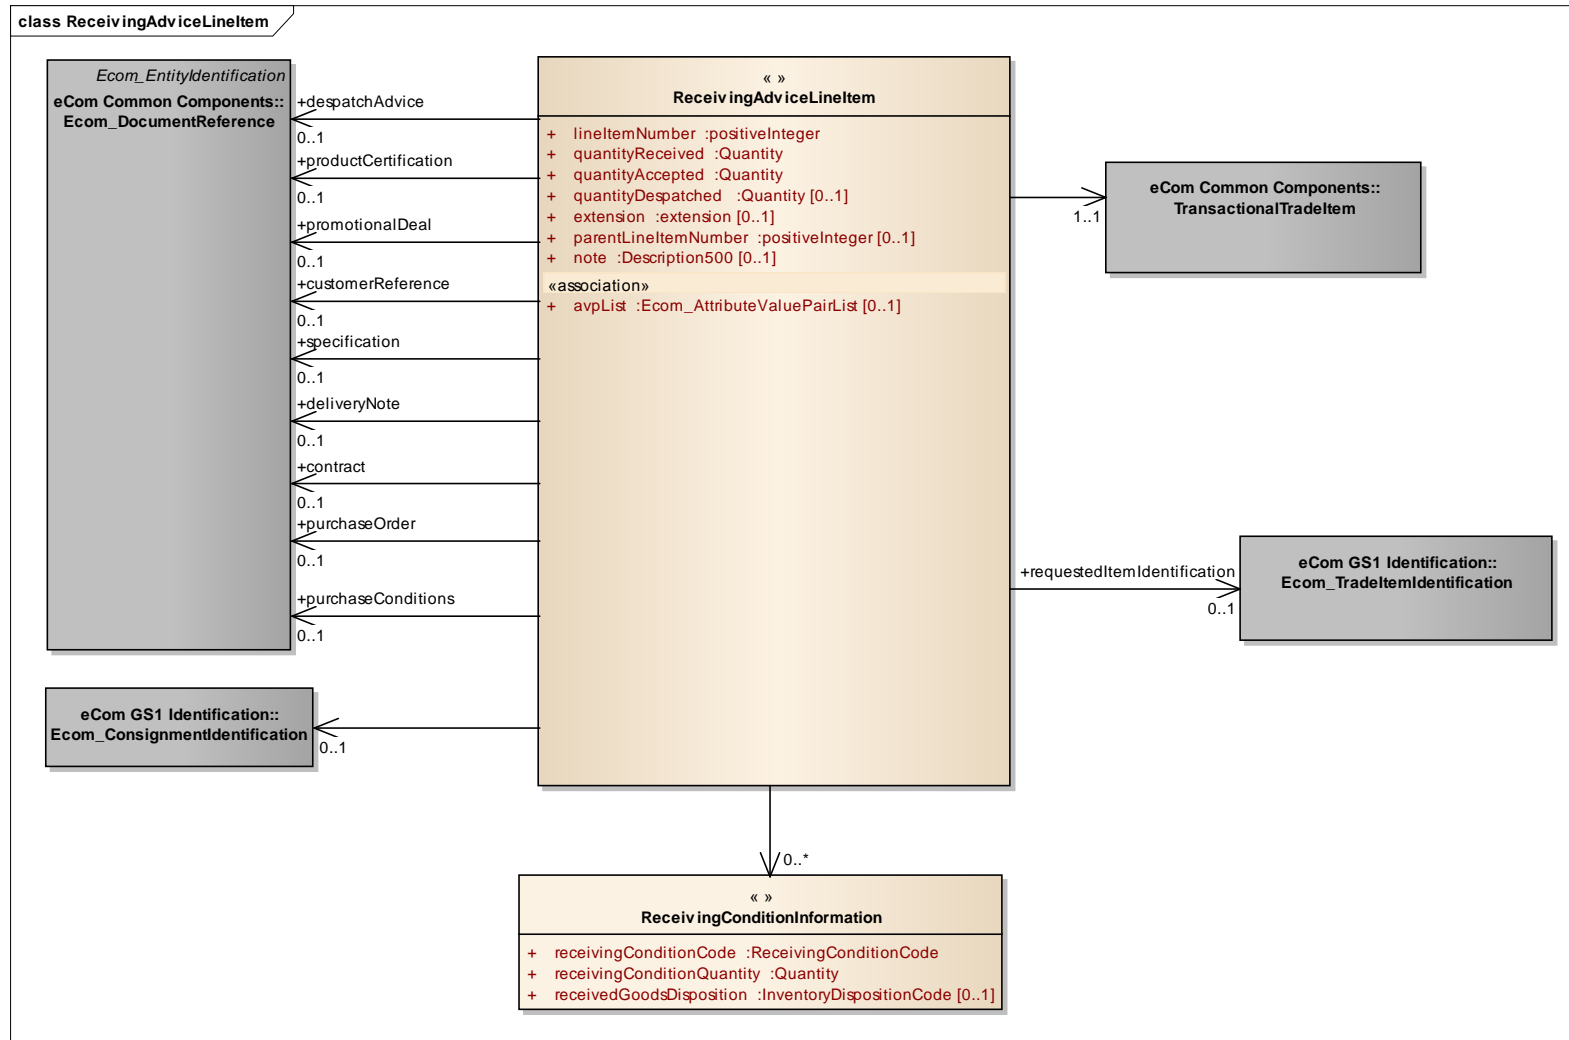 class ReceivingAdviceLineItem
Ecom_EntityIdentification
eCom Common Components::
Ecom_DocumentReference
+despatchAdvice
0..1
+productCertification
0..1
+promotionalDeal
0..1
+customerReference
0..1
+specification
0..1
+deliveryNote
0..1
+contract
0..1
+purchaseOrder
0..1
+purchaseConditions
0..1
eCom GS1 Identification::
Ecom_ConsignmentIdentification
0..1
« »
ReceivingAdviceLineItem
+ lineItemNumber :positiveInteger
+ quantityReceived :Quantity
+ quantityAccepted :Quantity
+ quantityDespatched :Quantity [0..1]
+ extension :extension [0..1]
+ parentLineItemNumber :positiveInteger [0..1]
+ note :Description500 [0..1]
«association»
+ avpList :Ecom_AttributeValuePairList [0..1]
1..1
eCom Common Components::
TransactionalTradeItem
+requestedItemIdentification
0..1
eCom GS1 Identification::
Ecom_TradeItemIdentification
0..*
« »
ReceivingConditionInformation
+ receivingConditionCode :ReceivingConditionCode
+ receivingConditionQuantity :Quantity
+ receivedGoodsDisposition :InventoryDispositionCode [0..1]